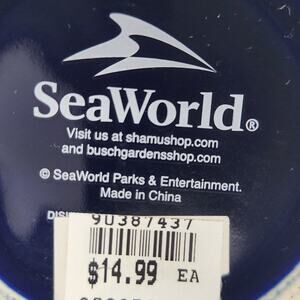 SeaWorld®
Visit us at shamushop.com
and buschgardensshop.com
© SeaWorld Parks & Entertainment.
Made in China
90387437
$14.99 EA